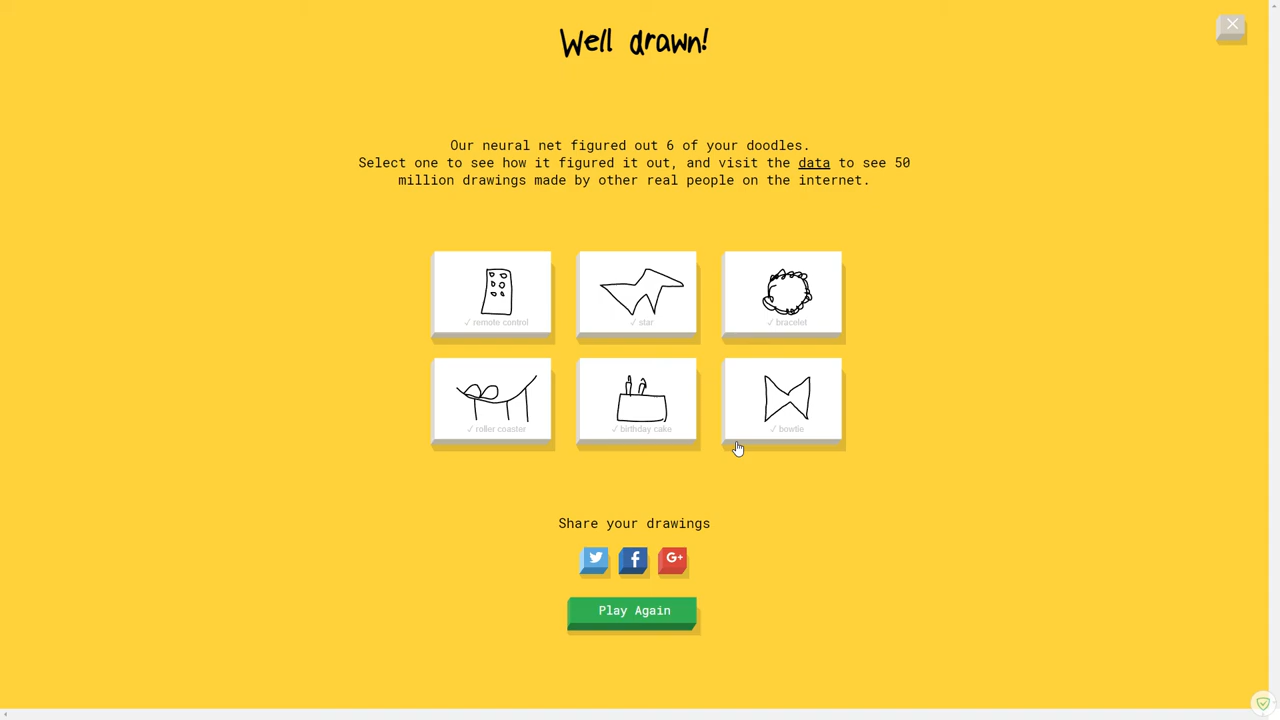 Well drawn!
Our neural net figured out 6 of your doodles.
Select one to see how it figured it out, and visit the data to see 50
million drawings made by other real people on the internet.
✓ remote control
✓ star
✓ bracelet
✓ roller coaster
✓ birthday cake
✓ bowtie
Share your drawings
G+
Play Again